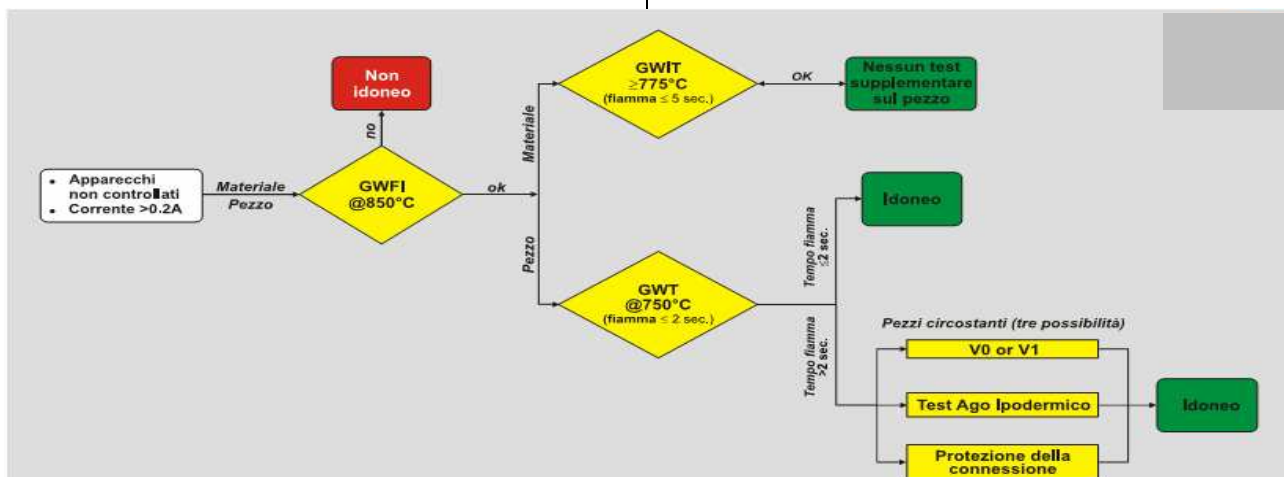 Non
idoneo
GWIT
≥775°C
(fiamma ≤ 5 sec.)
OK
Nessun test
supplementare
sul pezzo
no
Materiale
• Apparecchi
non controllati
• Corrente >0.2A
Materiale
Pezzo
GWFI
@850°C
ok
Idoneo
Pezzo
Tempo fiamma
≤2 sec.
GWT
@750°C
(fiamma ≤ 2 sec.)
Tempo fiamma
>2 sec.
Pezzi circostanti (tre possibilità)
V0 or V1
Test Ago Ipodermico
Idoneo
Protezione della
connessione